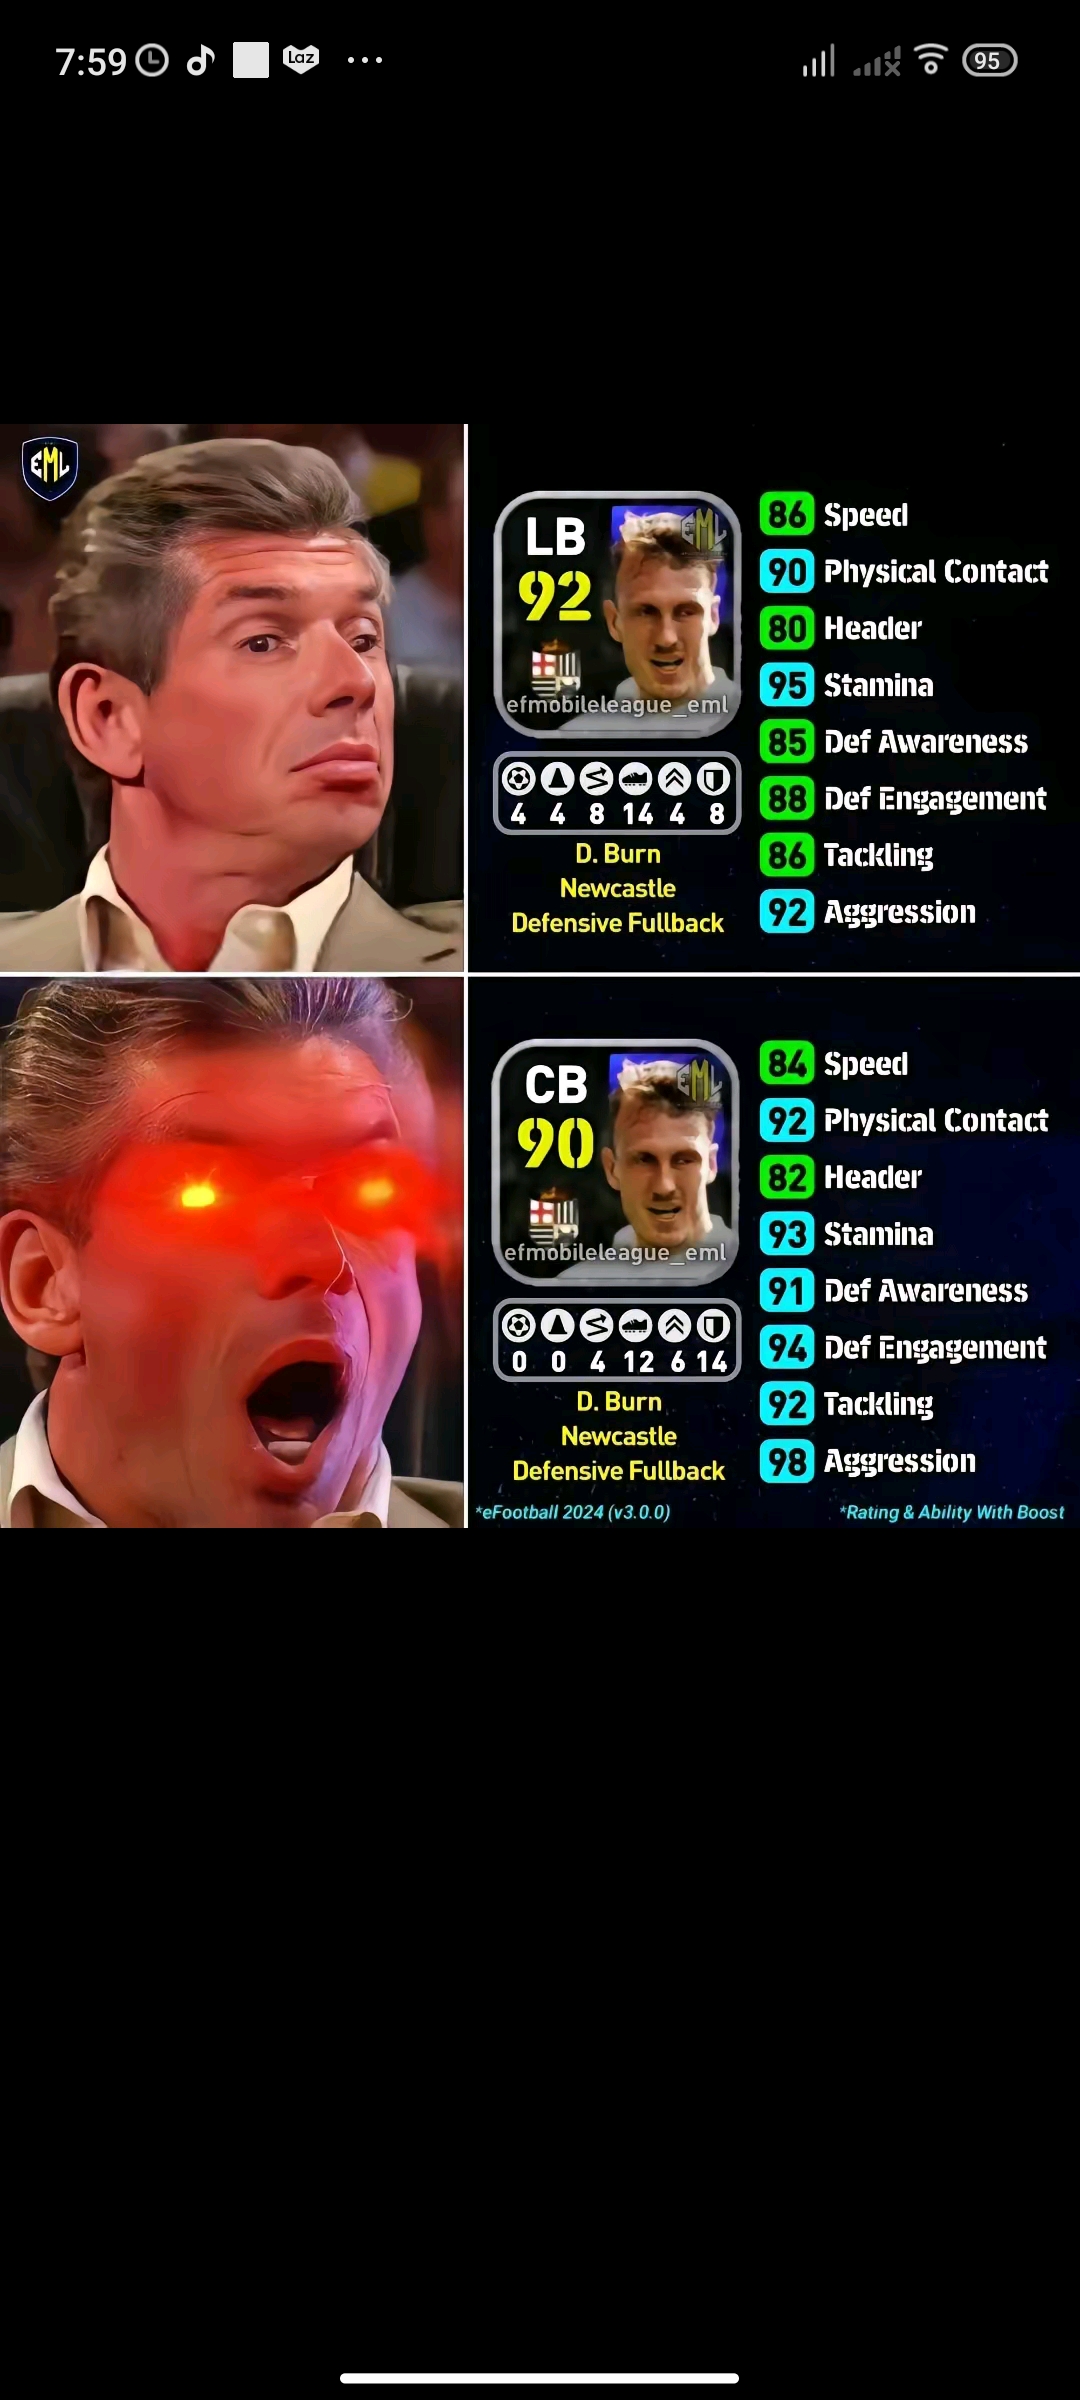 7:59
Laz
95
EML
LB
92
EML
efmobileleague_eml
4 4 8 14 4 8
D. Burn
Newcastle
Defensive Fullback
86 Speed
90 Physical Contact
80 Header
95 Stamina
85 Def Awareness
88 Def Engagement
86 Tackling
92 Aggression
CB
90
EML
efmobileleague_eml
0 0 4 12 6 14
D. Burn
Newcastle
Defensive Fullback
84 Speed
92 Physical Contact
82 Header
93 Stamina
91 Def Awareness
94 Def Engagement
92 Tackling
98 Aggression
*eFootball 2024 (v3.0.0)
*Rating & Ability With Boost